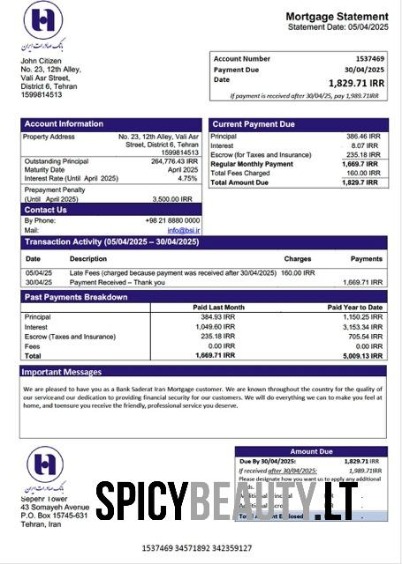 Mortgage Statement
Statement Date: 05/04/2025
بانک صادرات ایران
John Citizen
No. 23, 12th Alley,
Vali Asr Street,
District 6, Tehran
1599814513
Account Number 1537469
Payment Due 30/04/2025
Date 1,829.71 IRR
If payment is received after 30/04/25, pay 1,989.71IRR
Account Information
Property Address No. 23, 12th Alley, Vali Asr
Street, District 6, Tehran
1599814513
Outstanding Principal 264,776.43 IRR
Maturity Date April 2025
Interest Rate (Until April 2025) 4.75%
Prepayment Penalty
(Until April 2025) 3,500.00 IRR
Contact Us
By Phone: +98 21 8880 0000
Mail: info@bsi.ir
Current Payment Due
Principal 386.46 IRR
Interest 8.07 IRR
Escrow (for Taxes and Insurance) 235.18 IRR
Regular Monthly Payment 1,669.7 IRR
Total Fees Charged 160.00 IRR
Total Amount Due 1,829.7 IRR
Transaction Activity (05/04/2025 – 30/04/2025)
Date Description Charges Payments
05/04/25 Late Fees (charged because payment was received after 30/04/2025) 160.00 IRR
30/04/25 Payment Received – Thank you 1,669.71 IRR
Past Payments Breakdown
Paid Last Month Paid Year to Date
Principal 384.93 IRR 1,150.25 IRR
Interest 1,049.60 IRR 3,153.34 IRR
Escrow (Taxes and Insurance) 235.18 IRR 705.54 IRR
Fees 0.00 IRR 0.00 IRR
Total 1,669.71 IRR 5,009.13 IRR
Important Messages
We are pleased to have you as a Bank Saderat Iran Mortgage customer. We are known throughout the country for the quality of
our serviceand our dedication to providing financial security for our customers. We will do everything we can to make you feel at
home, and toensure you receive the friendly, professional service you deserve.
بانک صادرات ایران
Sepehr Tower
43 Somayeh Avenue
P.O. Box 15745-631
Tehran, Iran
Amount Due
Due By 30/04/2025: 1,829.71 IRR
If received after 30/04/2025: 1,989.71IRR
Please designate how you want us to apply any additional
SPICYBEAUTY.LT
1537469 34571892 342359127